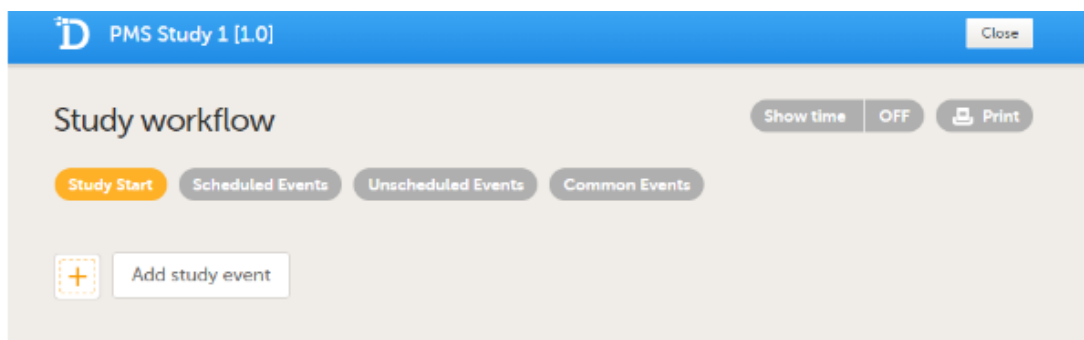 PMS Study 1 [1.0] Close
Study workflow Show time OFF Print
Study Start Scheduled Events Unscheduled Events Common Events
+ Add study event